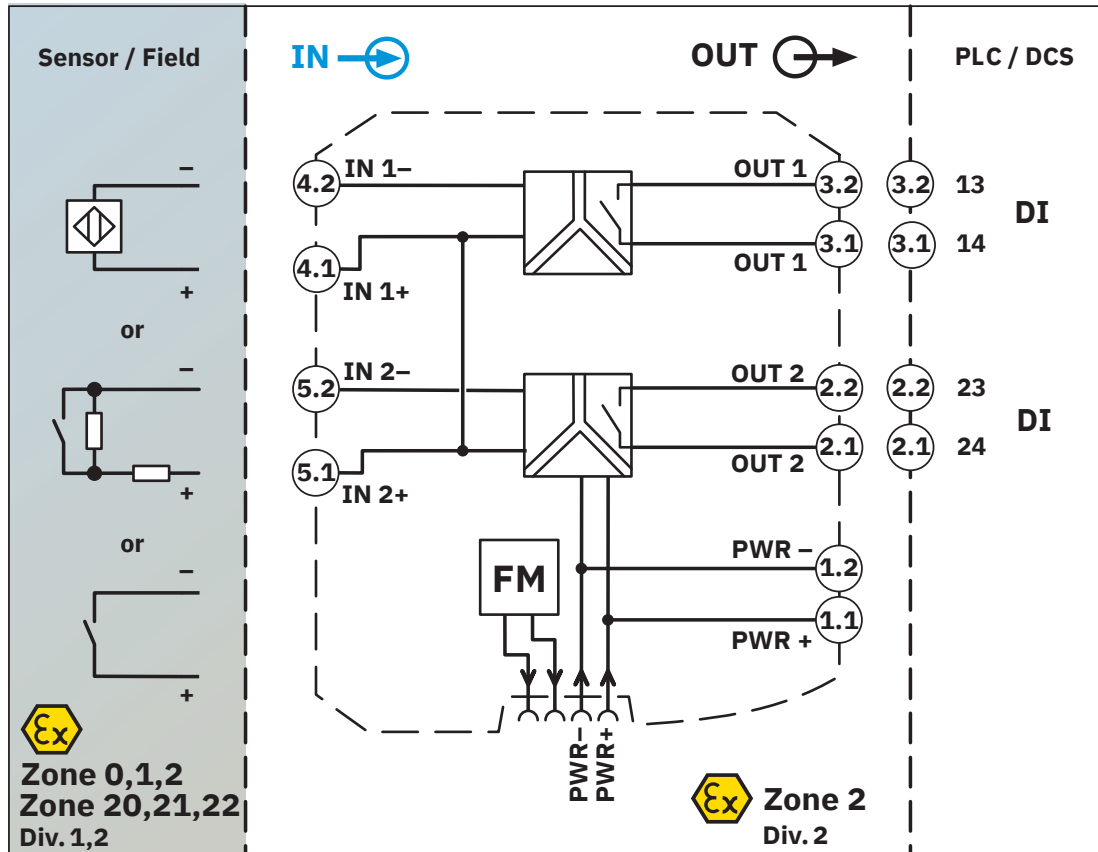 Sensor / Field
IN
OUT
PLC / DCS
–
+
or
–
+
or
–
+
Ex
Zone 0,1,2
Zone 20,21,22
Div. 1,2
4.2
IN 1–
4.1
IN 1+
5.2
IN 2–
5.1
IN 2+
OUT 1
3.2
3.1
OUT 1
OUT 2
2.2
2.1
OUT 2
FM
PWR –
1.2
1.1
PWR +
PWR–
PWR+
Ex
Zone 2
Div. 2
3.2
13
DI
3.1
14
2.2
23
DI
2.1
24